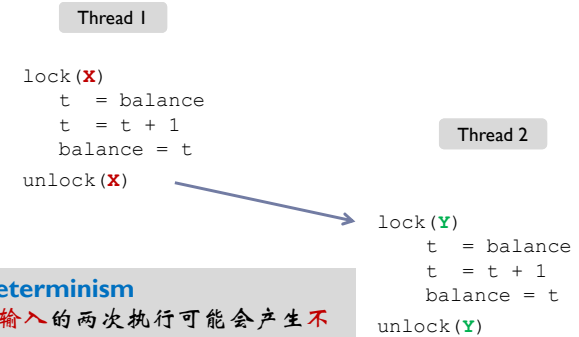 Thread 1
lock(X)
t = balance
t = t + 1
balance = t
unlock(X)
Thread 2
lock(Y)
t = balance
t = t + 1
balance = t
unlock(Y)
eterminism
输入的两次执行可能会产生不